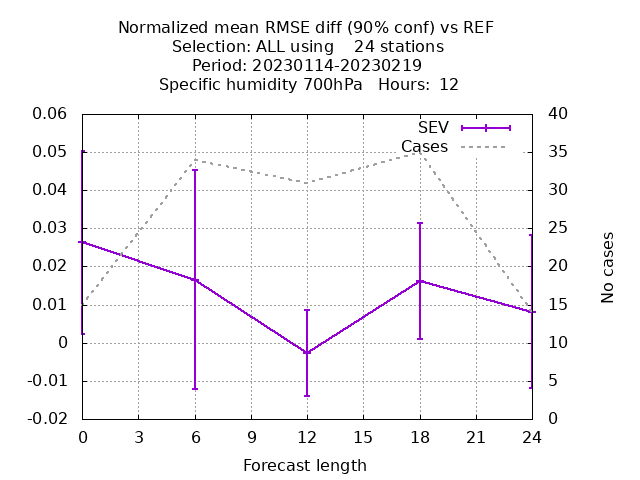 Normalized mean RMSE diff (90% conf) vs REF
Selection: ALL using    24 stations
Period: 20230114-20230219
Specific humidity 700hPa   Hours:  12
SEV
Cases
0.06
0.05
0.04
0.03
0.02
0.01
0
-0.01
-0.02
40
35
30
25
20
15
10
5
0
No cases
0 3 6 9 12 15 18 21 24
Forecast length